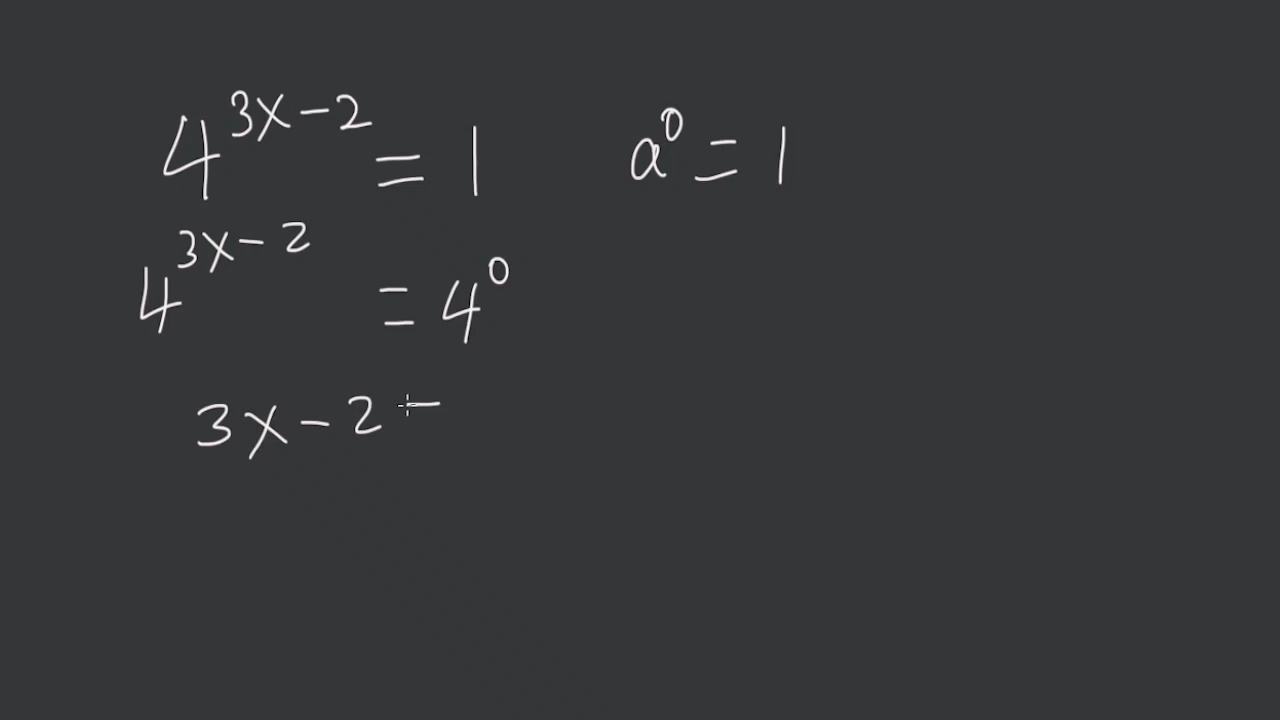 4^{3x-2} = 1    a^0 = 1
4^{3x-2} = 4^0
3x-2 -